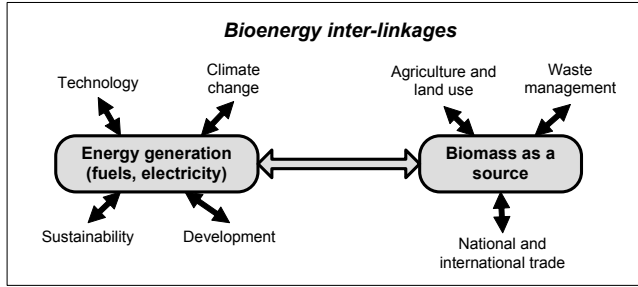 Bioenergy inter-linkages
Technology
Climate
change
Agriculture and
land use
Waste
management
Energy generation
(fuels, electricity)
Biomass as a
source
Sustainability
Development
National and
international trade